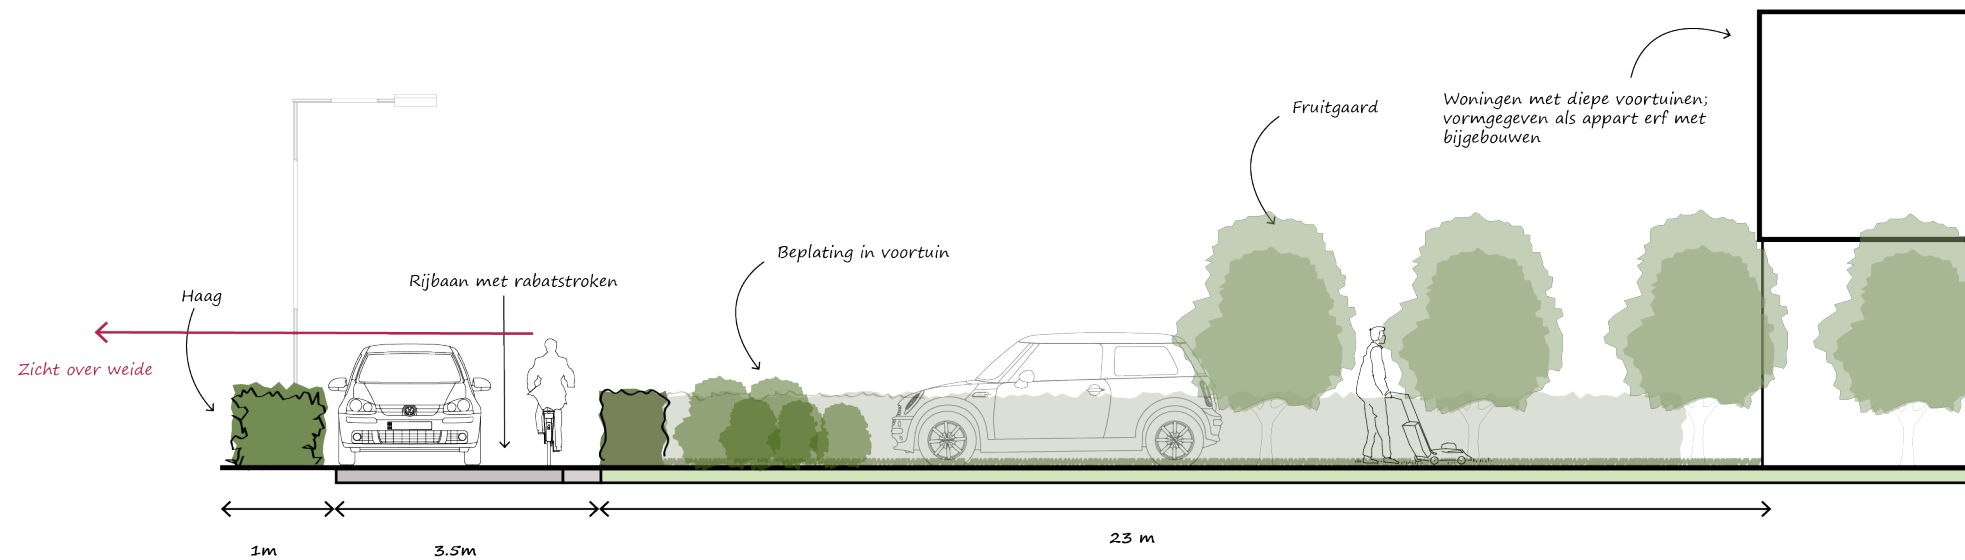 Woningen met diepe voortuinen;
vormgegeven als appart erf met
bijgebouwen
Fruitgaard
Beplating in voortuin
Rijbaan met rabatstroken
Haag
Zicht over weide
1m
3.5m
23 m